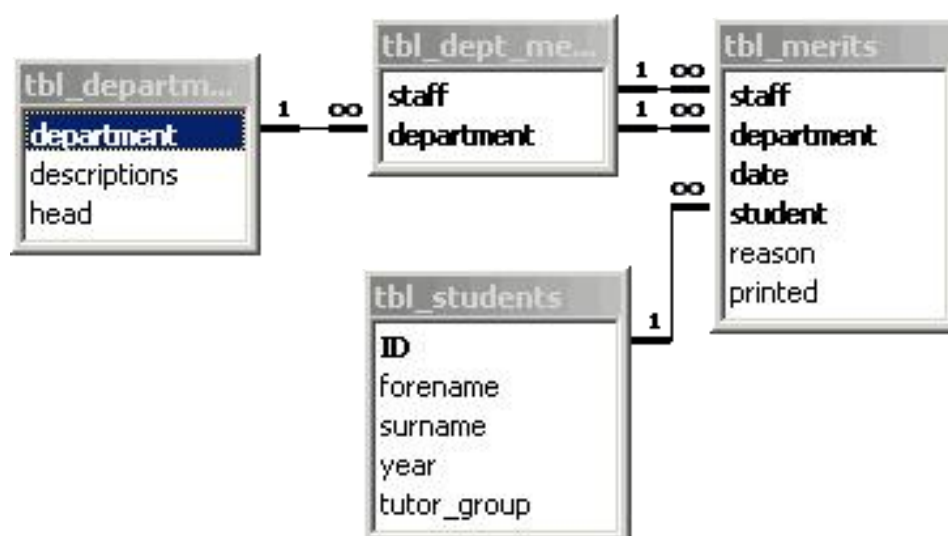 tbl_departm...
department
descriptions
head
1 ∞
tbl_dept_me...
staff
department
1 ∞
1 ∞
tbl_merits
staff
department
date
student
reason
printed
∞
1
tbl_students
ID
forename
surname
year
tutor_group